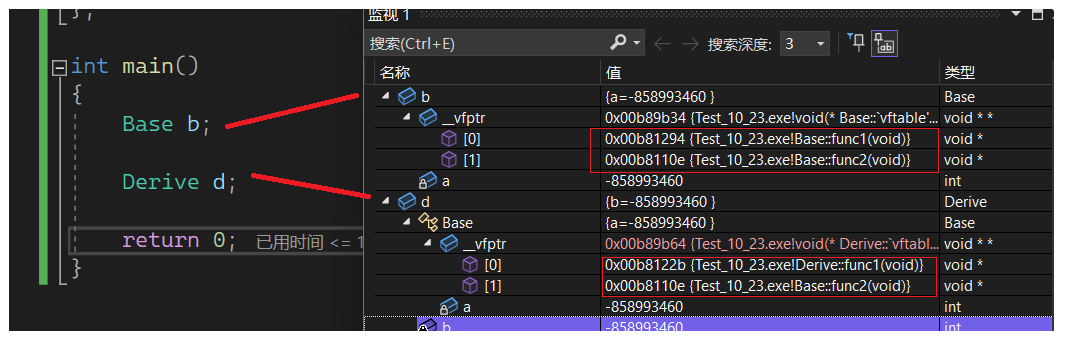 };
int main()
{
Base b;
Derive d;
return 0; 已用时间 <= 1
}
监视 1
搜索(Ctrl+E) 搜索深度: 3
名称 值 类型
b {a=-858993460 } Base
__vfptr 0x00b89b34 {Test_10_23.exe!void(* Base::`vftable'... void * *
[0] 0x00b81294 {Test_10_23.exe!Base::func1(void)} void *
[1] 0x00b8110e {Test_10_23.exe!Base::func2(void)} void *
a -858993460 int
d {b=-858993460 } Derive
Base {a=-858993460 } Base
__vfptr 0x00b89b64 {Test_10_23.exe!void(* Derive::`vftabl... void * *
[0] 0x00b8122b {Test_10_23.exe!Derive::func1(void)} void *
[1] 0x00b8110e {Test_10_23.exe!Base::func2(void)} void *
a -858993460 int
b -858993460 int